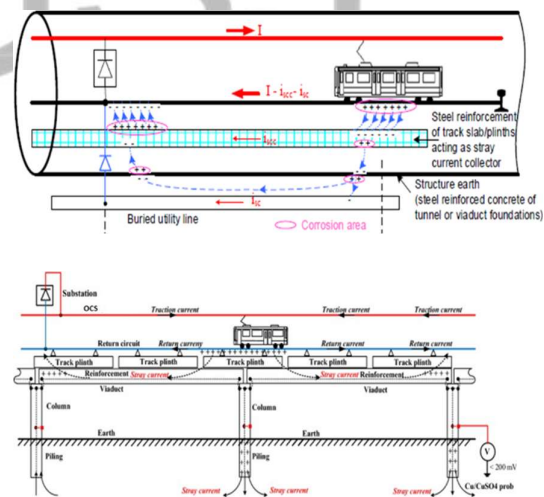 I
I - iscc - isc
Steel reinforcement
of track slab/plinths
acting as stray
current collector
iscc
Structure earth
(steel reinforced concrete of
tunnel or viaduct foundations)
isc
Buried utility line
Corrosion area
Substation
OCS
Traction current
Traction current
Traction current
Return circuit
Return curreny
Return current
Return current
Track plinth
Track plinth
Track plinth
Track plinth
Track plinth
Reinforcement
Stray current
Stray current
Reinforcement
Viaduct
Viaduct
Column
Column
Earth
Earth
Piling
Piling
V
< 200 mV
Cu/CuSO4 prob
Stray current
Stray current
Stray current